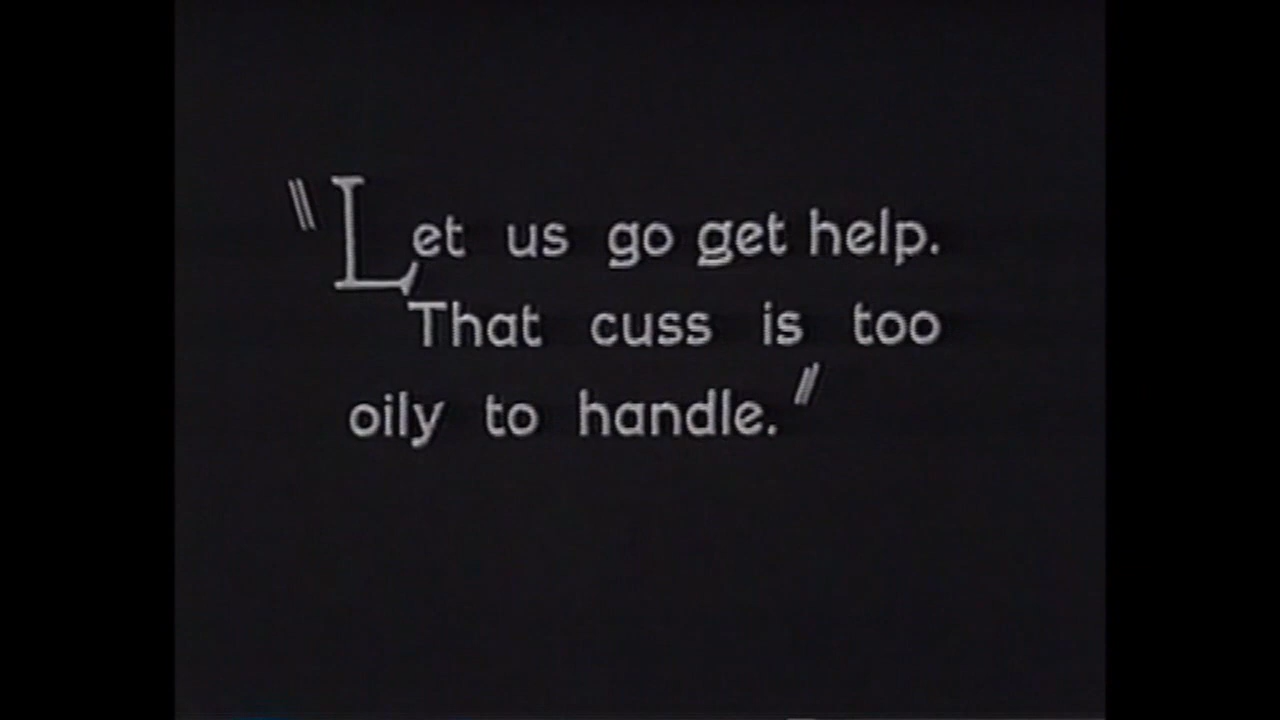 "Let us go get help.
That cuss is too
oily to handle."